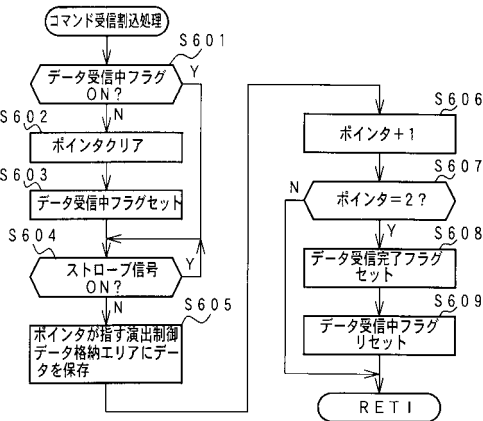 コマンド受信割込処理
S601
データ受信中フラグ
ON?
Y
N
S602
ポインタクリア
S603
データ受信中フラグセット
S604
ストローブ信号
ON?
Y
N
S605
ポインタが指す演出制御
データ格納エリアにデー
タを保存
S606
ポインタ+1
S607
ポインタ=2?
N
Y
S608
データ受信完了フラグ
セット
S609
データ受信中フラグ
リセット
RETI